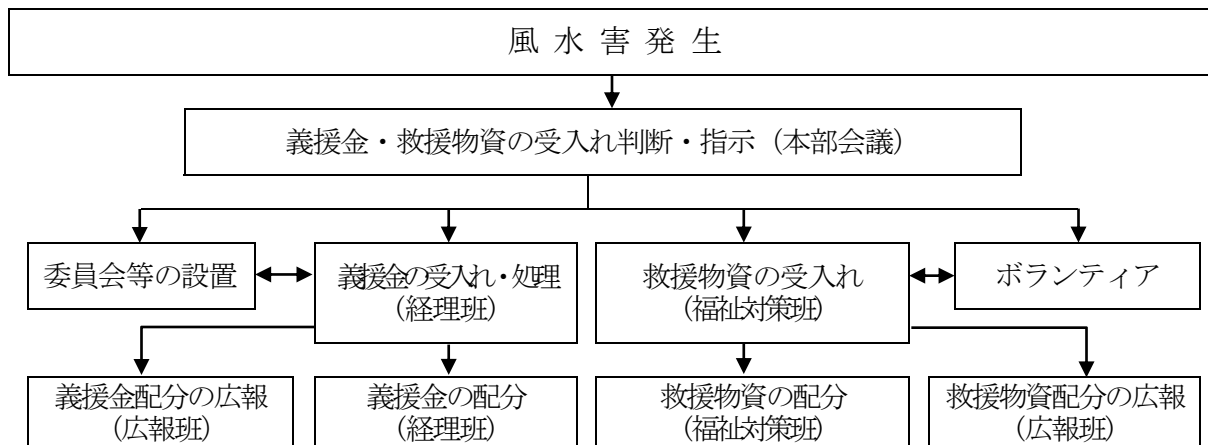 風 水 害 発 生
義援金・救援物資の受入れ判断・指示（本部会議）
委員会等の設置
義援金の受入れ・処理
（経理班）
救援物資の受入れ
（福祉対策班）
ボランティア
義援金配分の広報
（広報班）
義援金の配分
（経理班）
救援物資の配分
（福祉対策班）
救援物資配分の広報
（広報班）